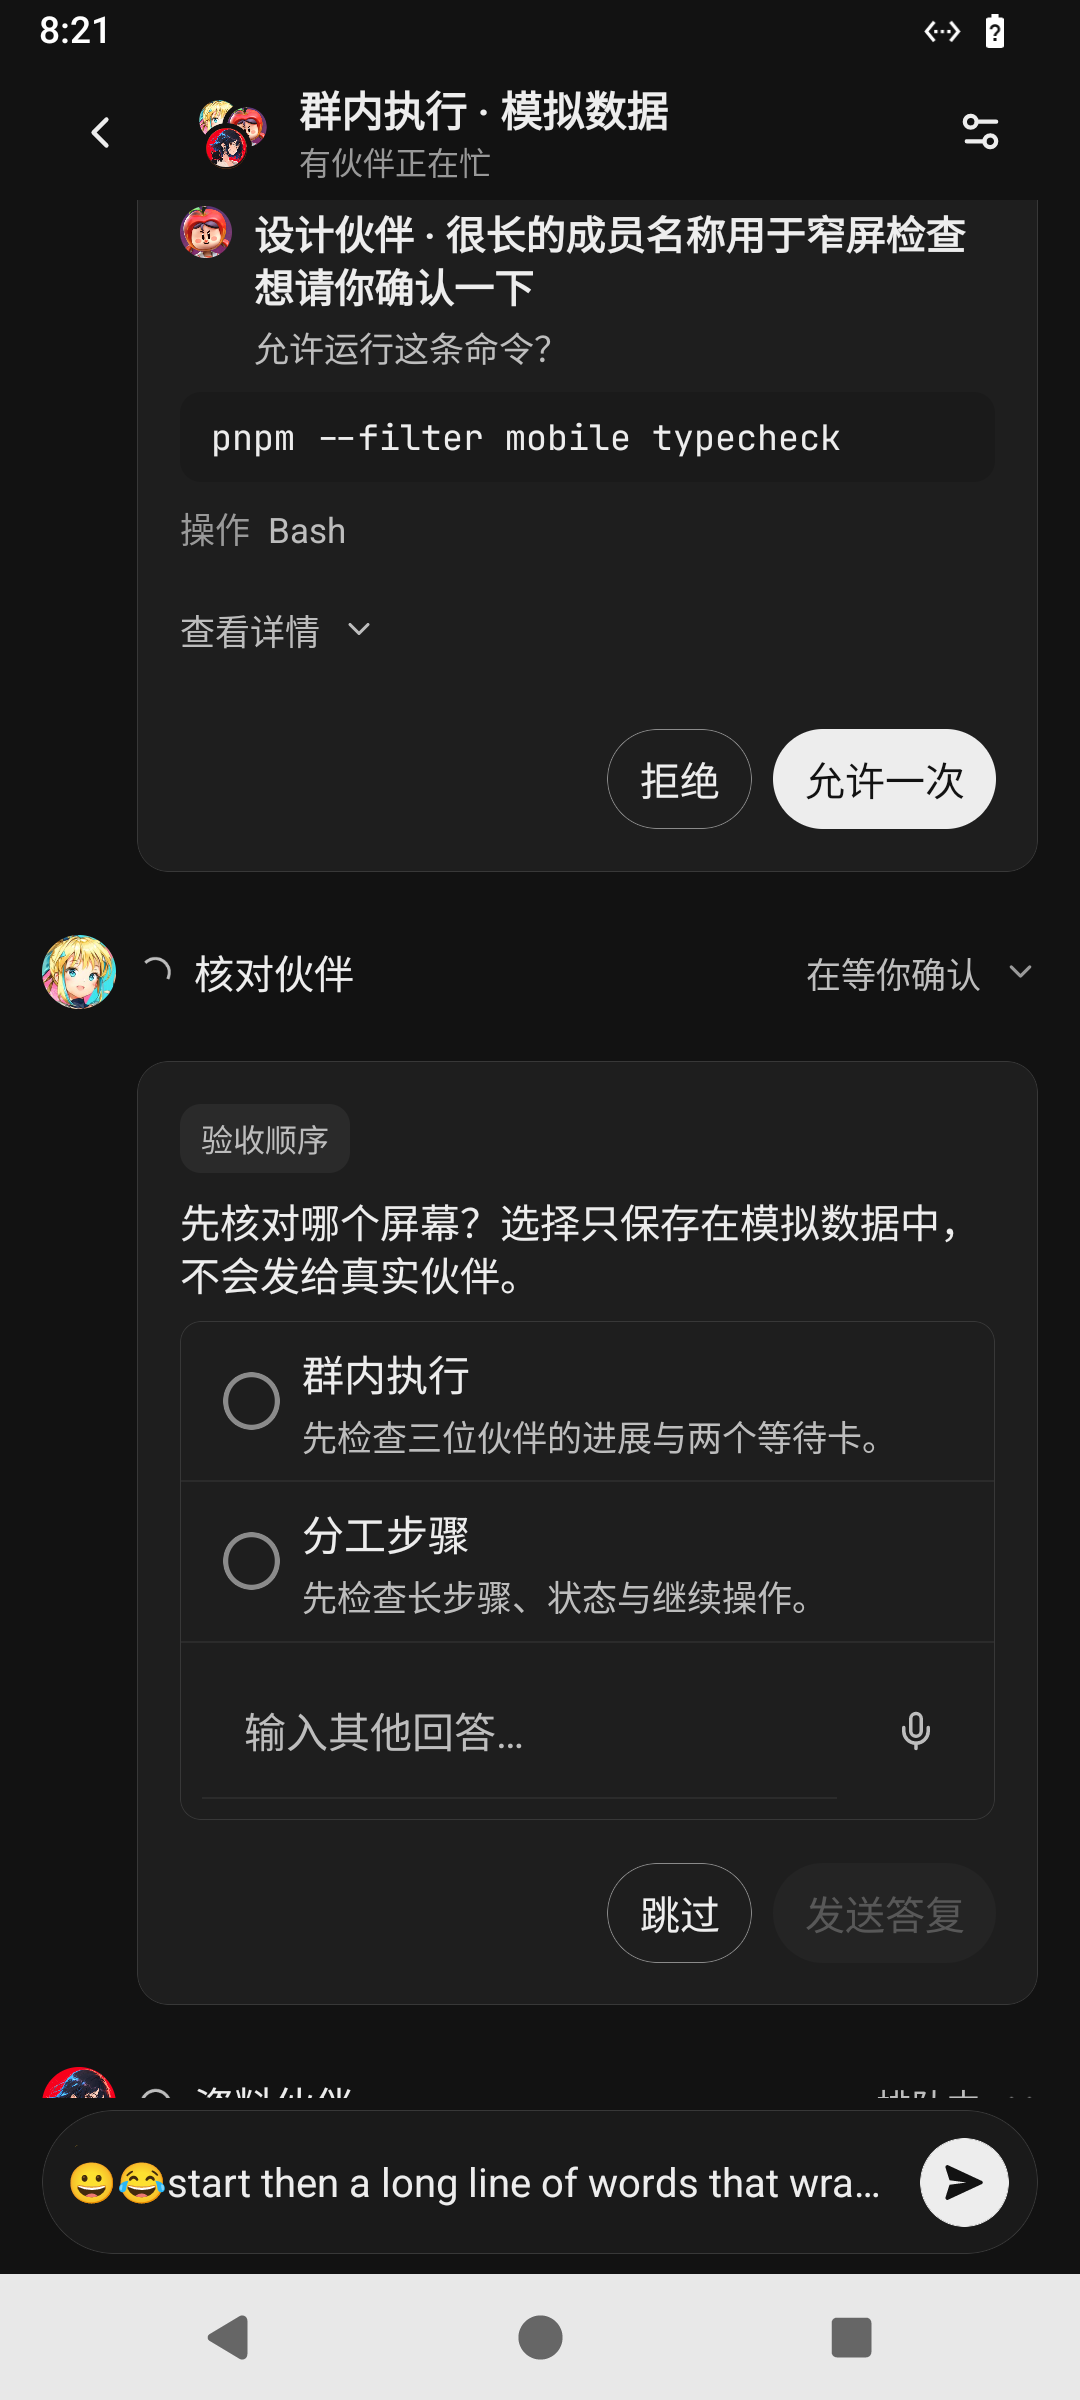 8:21
群内执行 · 模拟数据
有伙伴正在忙
设计伙伴 · 很长的成员名称用于窄屏检查
想请你确认一下
允许运行这条命令？
pnpm --filter mobile typecheck
操作 Bash
查看详情
拒绝 允许一次
核对伙伴 在等你确认
验收顺序
先核对哪个屏幕？选择只保存在模拟数据中，
不会发给真实伙伴。
群内执行
先检查三位伙伴的进展与两个等待卡。
分工步骤
先检查长步骤、状态与继续操作。
输入其他回答...
跳过 发送答复
资料伙伴 排队中
😀😂start then a long line of words that wra...